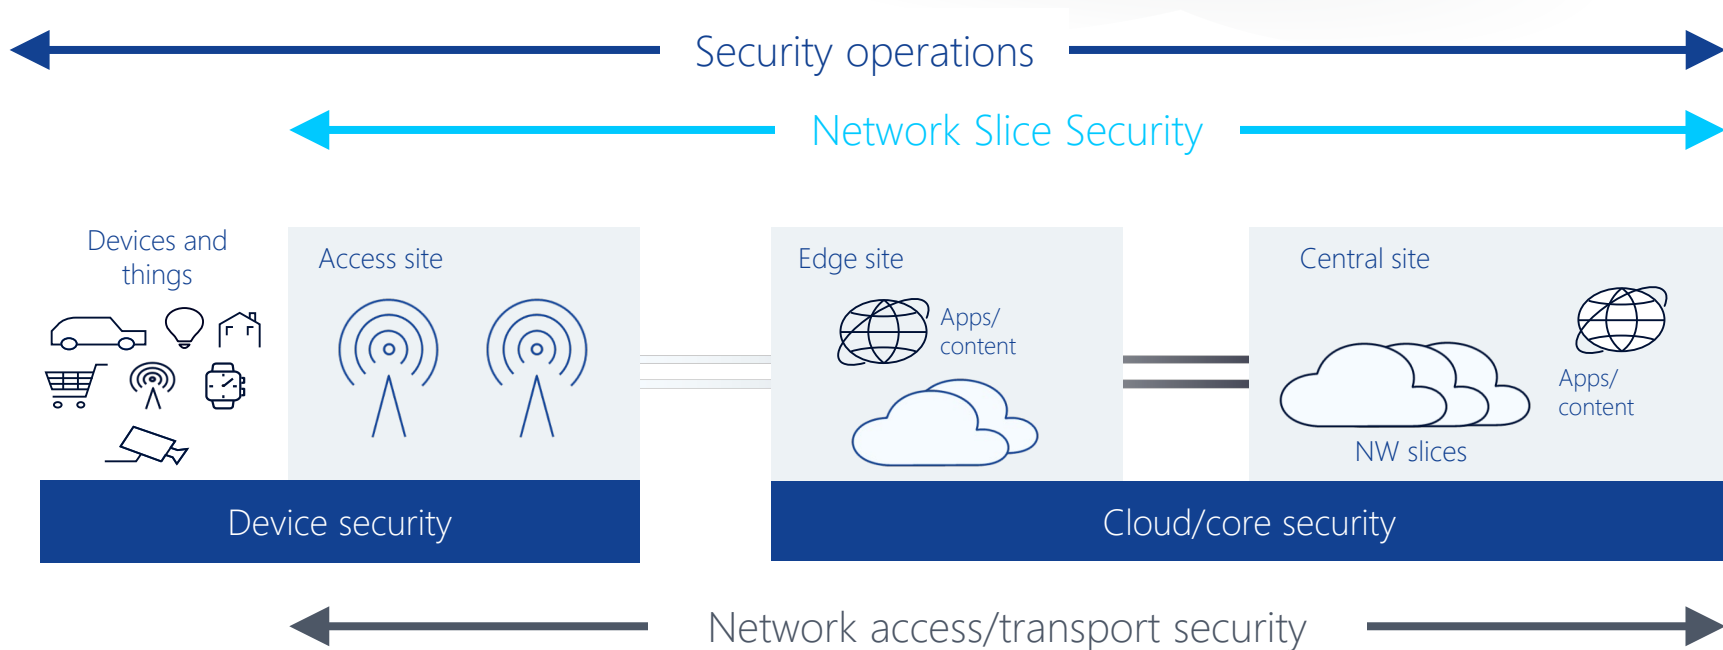 Security operations
Network Slice Security
Devices and
things
Access site
Edge site
Apps/
content
Central site
Apps/
content
NW slices
Device security
Cloud/core security
Network access/transport security